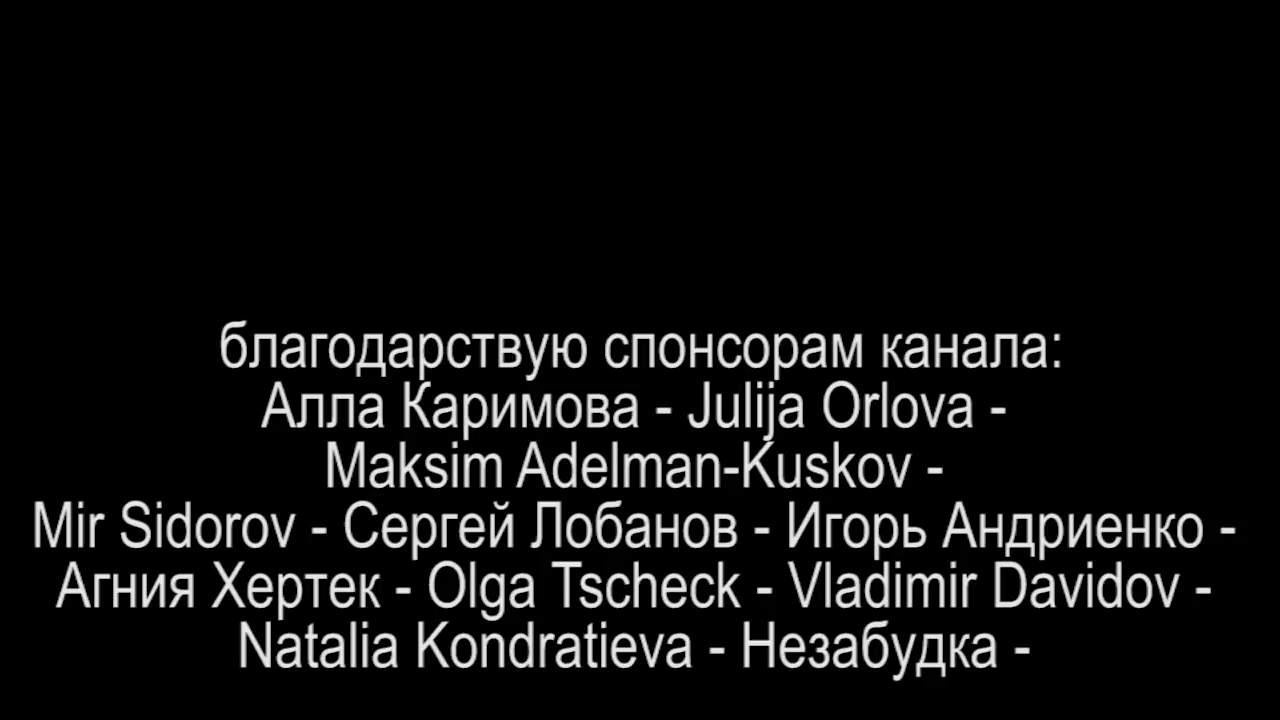 благодарствую спонсорам канала:
Алла Каримова - Julija Orlova -
Maksim Adelman-Kuskov -
Mir Sidorov - Сергей Лобанов - Игорь Андриенко -
Агния Хертек - Olga Tscheck - Vladimir Davidov -
Natalia Kondratieva - Незабудка -